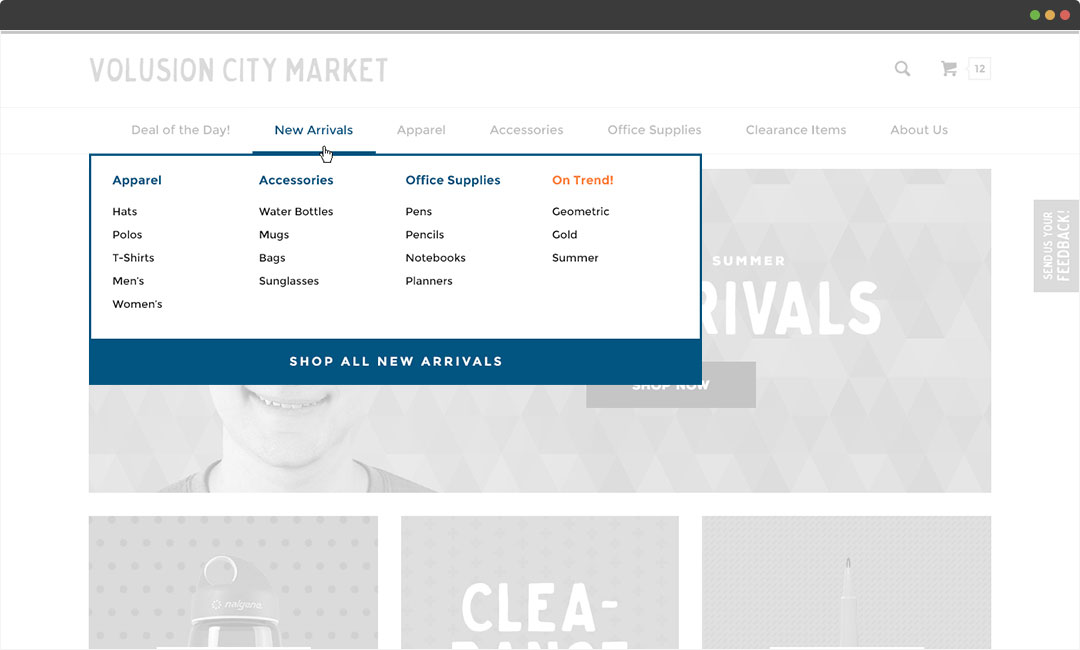 VOLUSION CITY MARKET
12
Deal of the Day! New Arrivals Apparel Accessories Office Supplies Clearance Items About Us
Apparel
Hats
Polos
T-Shirts
Men's
Women's
Accessories
Water Bottles
Mugs
Bags
Sunglasses
Office Supplies
Pens
Pencils
Notebooks
Planners
On Trend!
Geometric
Gold
Summer
SHOP ALL NEW ARRIVALS
SUMMER
RIVALS
SHOP NOW
SEND US YOUR
FEEDBACK!
nalgene
CLEA-
RANCE